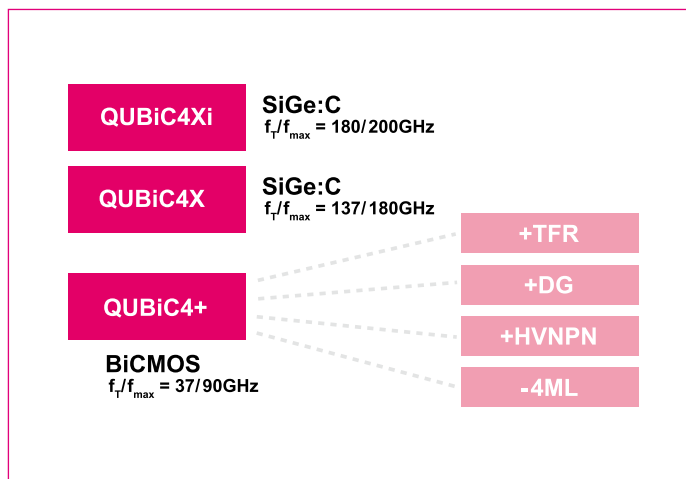 QUBiC4Xi
SiGe:C
fT/fmax = 180/200GHz
QUBiC4X
SiGe:C
fT/fmax = 137/180GHz
QUBiC4+
BiCMOS
fT/fmax = 37/90GHz
+TFR
+DG
+HVNPN
-4ML